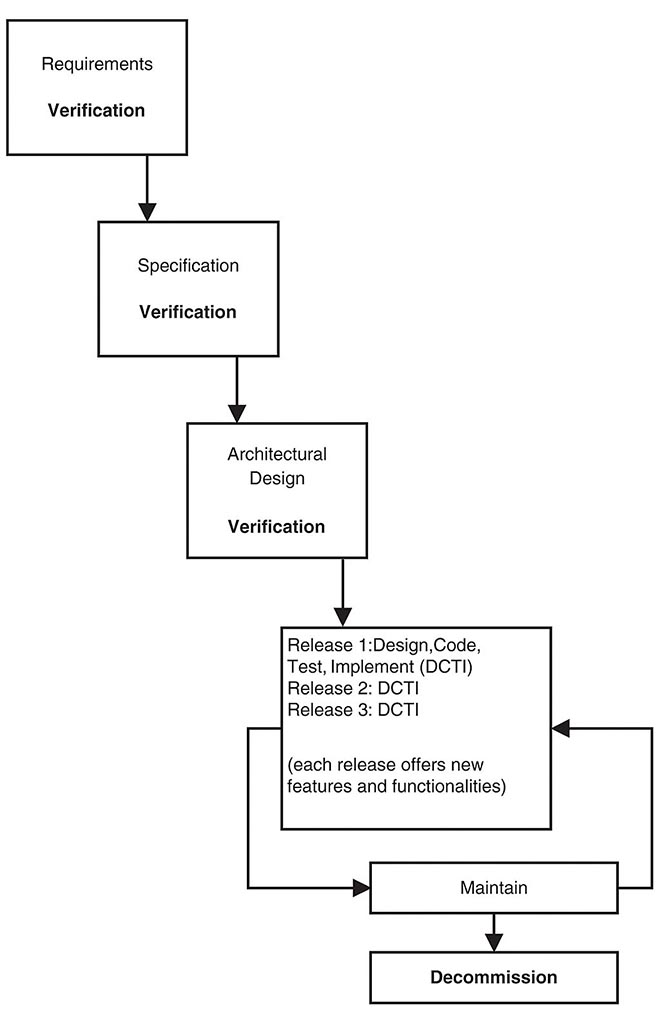 Requirements
Verification
Specification
Verification
Architectural
Design
Verification
Release 1:Design,Code,
Test, Implement (DCTI)
Release 2: DCTI
Release 3: DCTI
(each release offers new
features and functionalities)
Maintain
Decommission